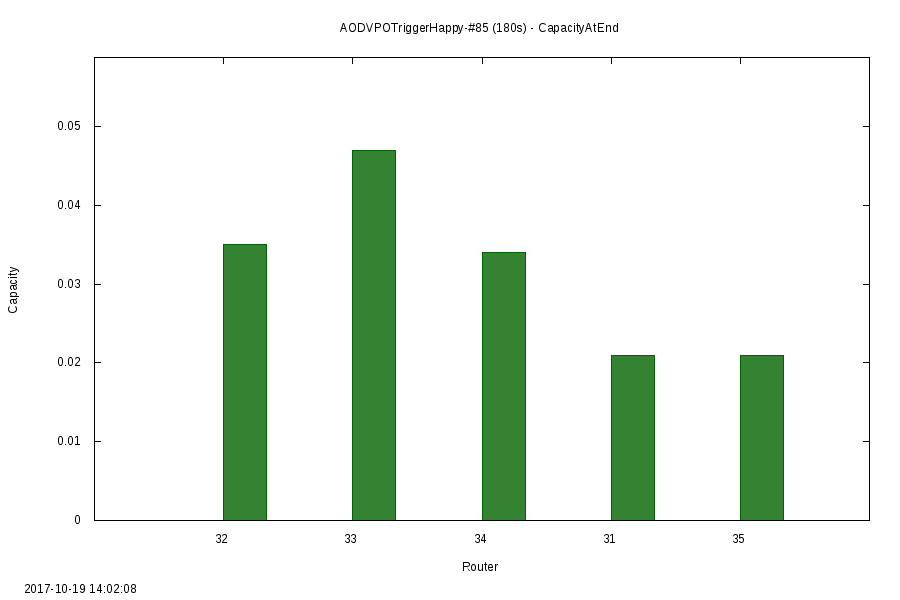 AODVPOTriggerHappy-#85 (180s) - CapacityAtEnd
0.05
0.04
0.03
0.02
0.01
0
Capacity
32 33 34 31 35
Router
2017-10-19 14:02:08